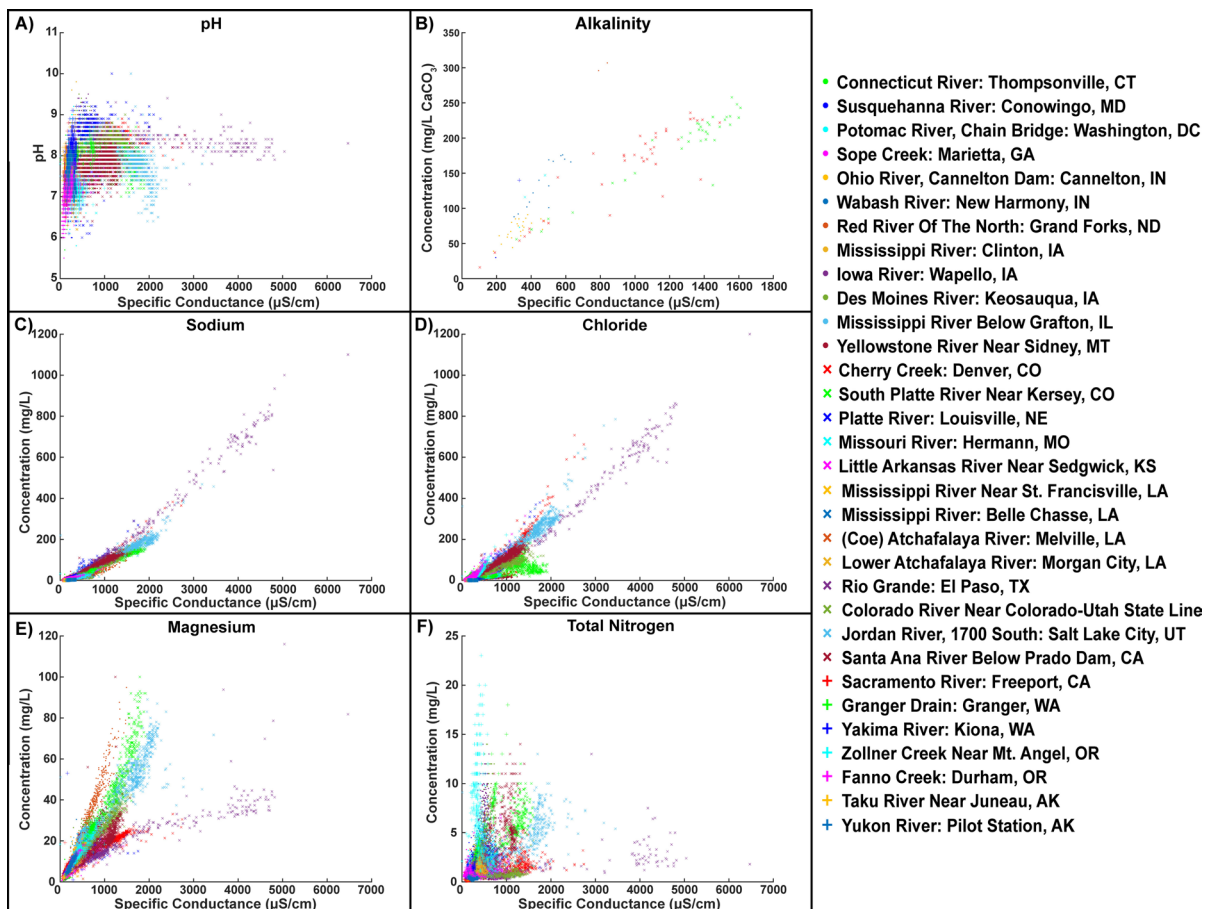 A) pH
11
10
9
8
7
6
5
pH
0 1000 2000 3000 4000 5000 6000 7000
Specific Conductance (µS/cm)
B) Alkalinity
350
300
250
200
150
100
50
0
Concentration (mg/L CaCO3)
0 200 400 600 800 1000 1200 1400 1600 1800
Specific Conductance (µS/cm)
C) Sodium
1200
1000
800
600
400
200
0
Concentration (mg/L)
0 1000 2000 3000 4000 5000 6000 7000
Specific Conductance (µS/cm)
D) Chloride
1200
1000
800
600
400
200
0
Concentration (mg/L)
0 1000 2000 3000 4000 5000 6000 7000
Specific Conductance (µS/cm)
E) Magnesium
120
100
80
60
40
20
0
Concentration (mg/L)
0 1000 2000 3000 4000 5000 6000 7000
Specific Conductance (µS/cm)
F) Total Nitrogen
25
20
15
10
5
0
Concentration (mg/L)
0 1000 2000 3000 4000 5000 6000 7000
Specific Conductance (µS/cm)
Connecticut River: Thompsonville, CT
Susquehanna River: Conowingo, MD
Potomac River, Chain Bridge: Washington, DC
Sope Creek: Marietta, GA
Ohio River, Cannelton Dam: Cannelton, IN
Wabash River: New Harmony, IN
Red River Of The North: Grand Forks, ND
Mississippi River: Clinton, IA
Iowa River: Wapello, IA
Des Moines River: Keosauqua, IA
Mississippi River Below Grafton, IL
Yellowstone River Near Sidney, MT
Cherry Creek: Denver, CO
South Platte River Near Kersey, CO
Platte River: Louisville, NE
Missouri River: Hermann, MO
Little Arkansas River Near Sedgwick, KS
Mississippi River Near St. Francisville, LA
Mississippi River: Belle Chasse, LA
(Coe) Atchafalaya River: Melville, LA
Lower Atchafalaya River: Morgan City, LA
Rio Grande: El Paso, TX
Colorado River Near Colorado-Utah State Line
Jordan River, 1700 South: Salt Lake City, UT
Santa Ana River Below Prado Dam, CA
Sacramento River: Freeport, CA
Granger Drain: Granger, WA
Yakima River: Kiona, WA
Zollner Creek Near Mt. Angel, OR
Fanno Creek: Durham, OR
Taku River Near Juneau, AK
Yukon River: Pilot Station, AK